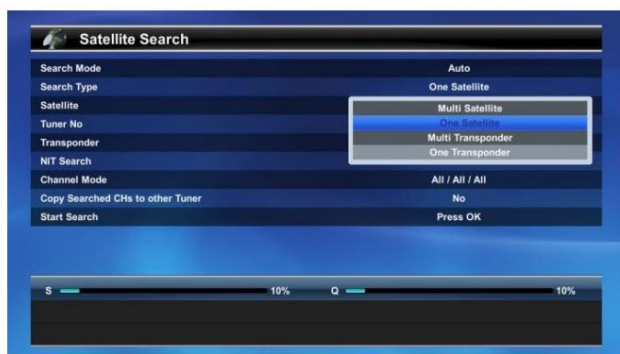 Satellite Search
Search Mode Auto
Search Type One Satellite
Satellite Multi Satellite
Tuner No One Satellite
Transponder Multi Transponder
One Transponder
NIT Search
Channel Mode All / All / All
Copy Searched CHs to other Tuner No
Start Search Press OK
S 10% Q 10%